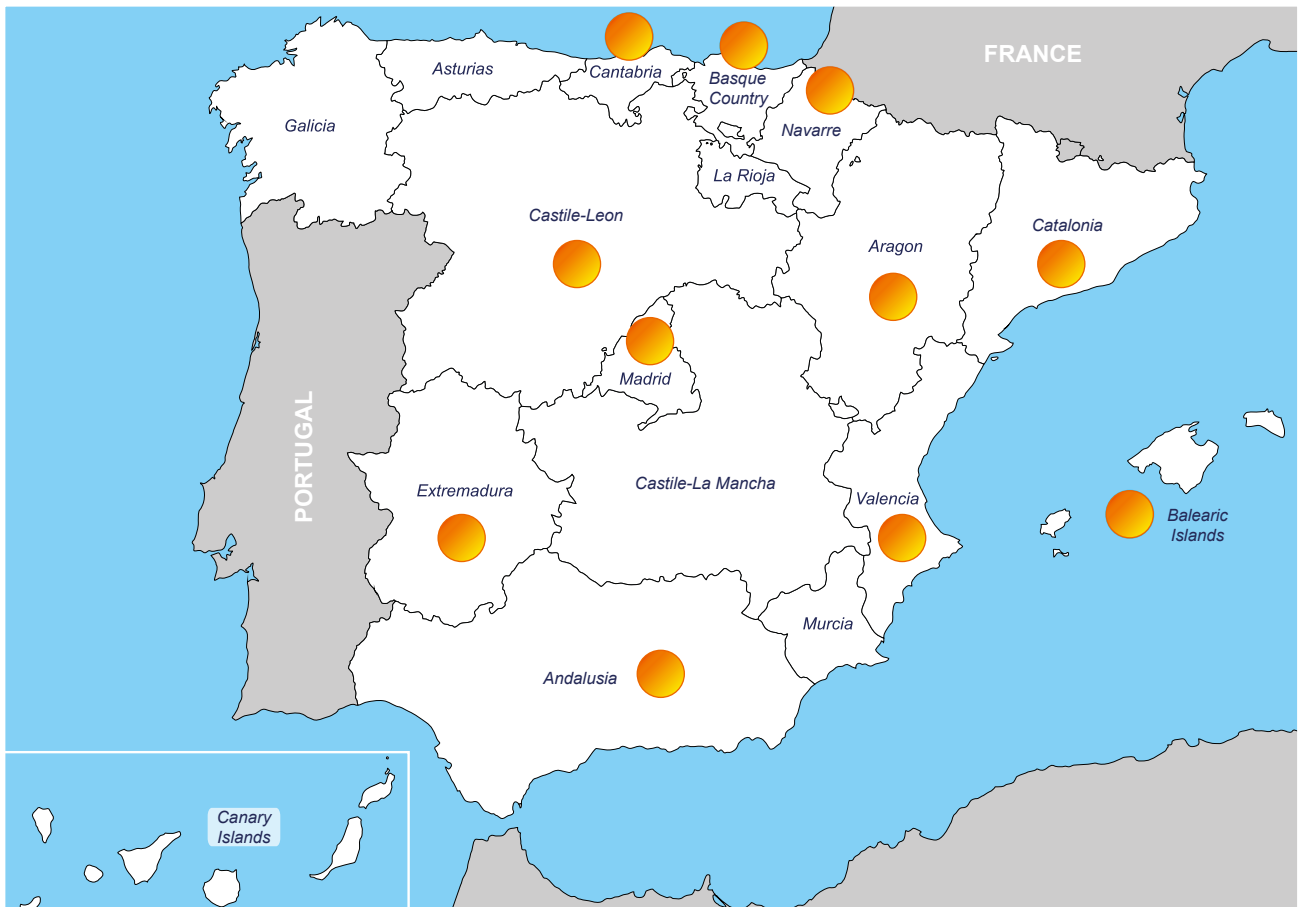 FRANCE
Asturias
Cantabria
Basque
Country
Galicia
Navarre
La Rioja
Castile-Leon
Catalonia
Aragon
Madrid
PORTUGAL
Castile-La Mancha
Extremadura
Valencia
Balearic
Islands
Murcia
Andalusia
Canary
Islands